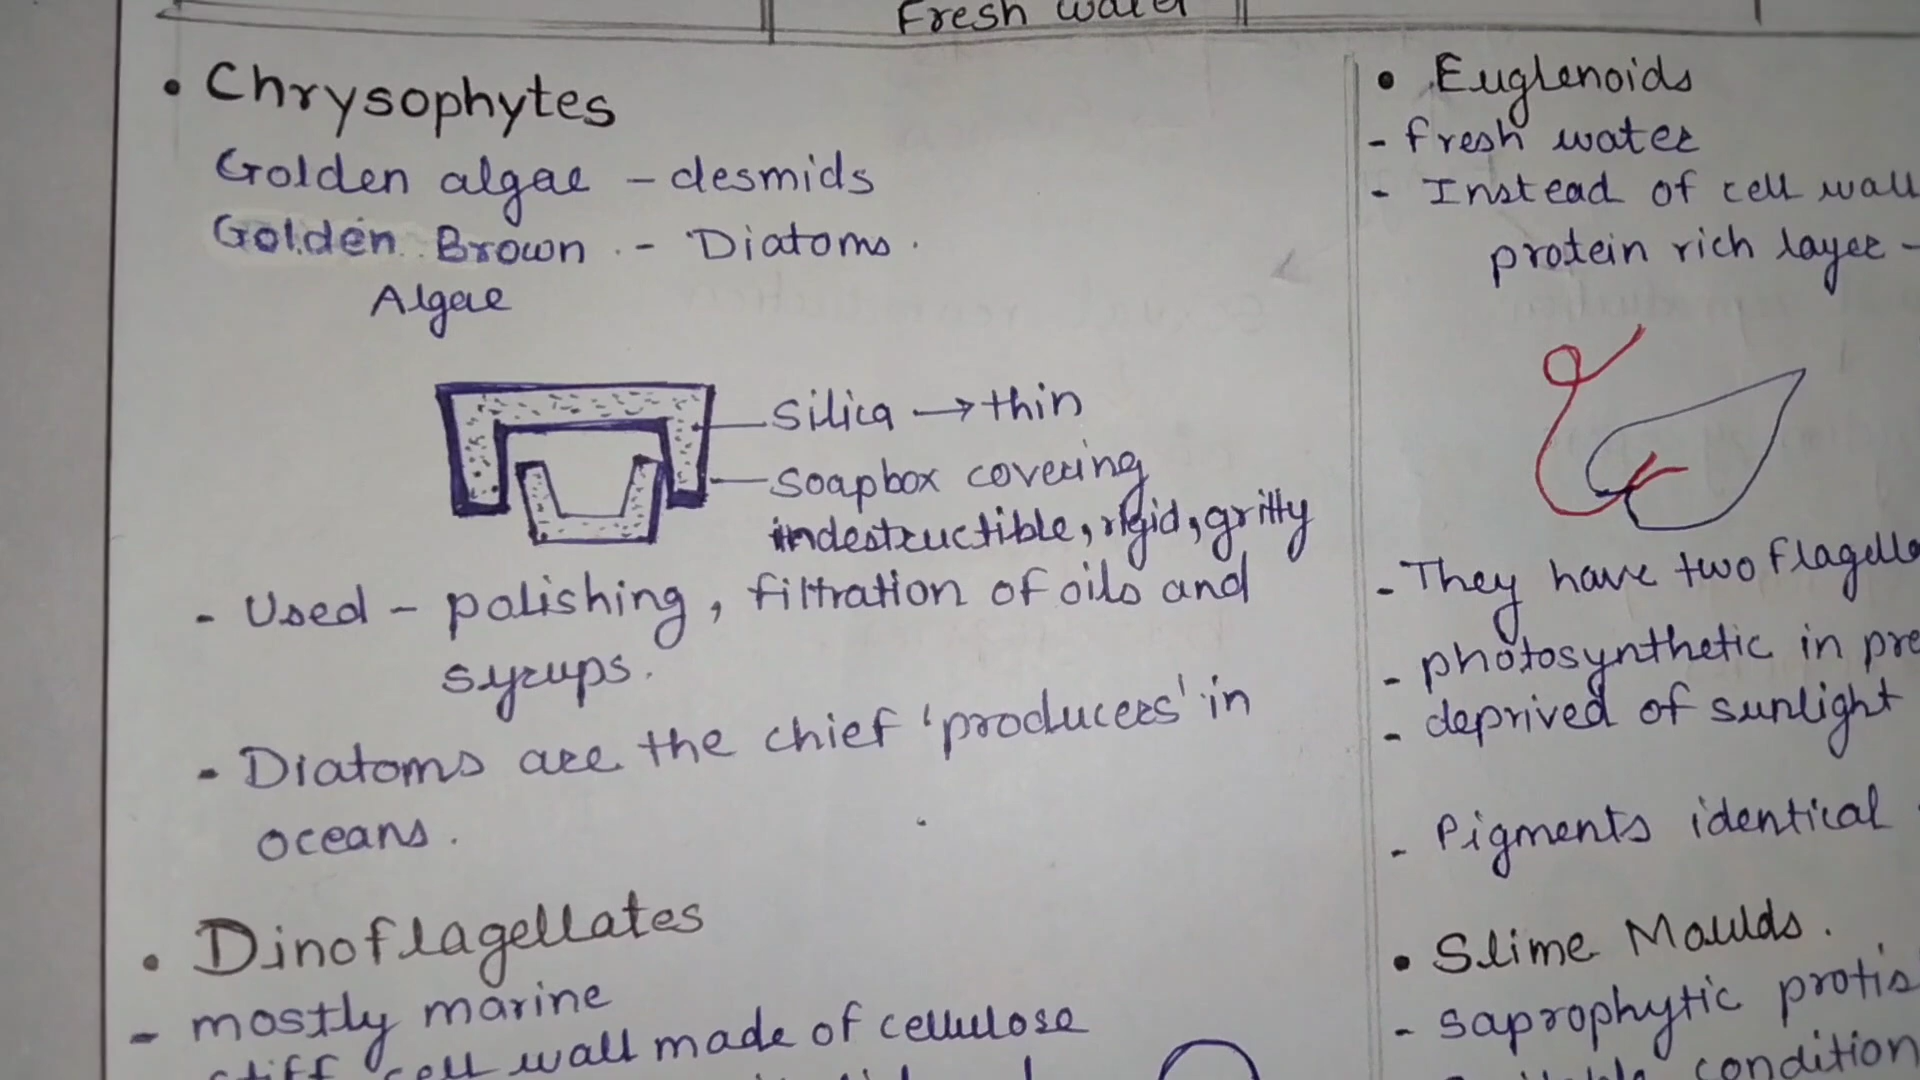 Fresh water
• Chrysophytes
Golden algae - desmids
Golden Brown - Diatoms.
Algae
Silica → thin
Soapbox covering
indestructible, rigid, gritty
- Used - polishing, filtration of oils and
syrups.
- Diatoms are the chief 'producers' in
oceans.
• Dinoflagellates
- mostly marine
stiff cell wall made of cellulose
• Euglenoids
- fresh water
- Instead of cell wall
protein rich layer -
- They have two flagella
- photosynthetic in pre
- deprived of sunlight
- Pigments identical
• Slime Moulds.
- saprophytic protis
condition